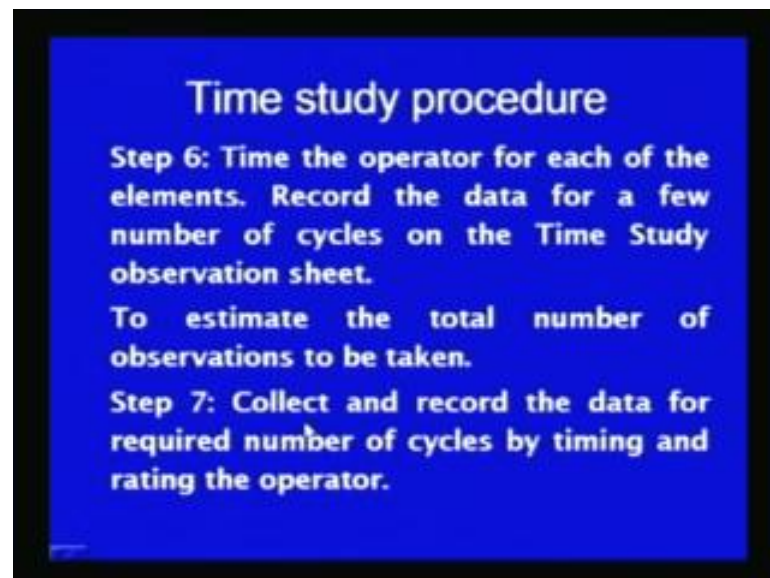 Time study procedure
Step 6: Time the operator for each of the
elements. Record the data for a few
number of cycles on the Time Study
observation sheet.
To estimate the total number of
observations to be taken.
Step 7: Collect and record the data for
required number of cycles by timing and
rating the operator.